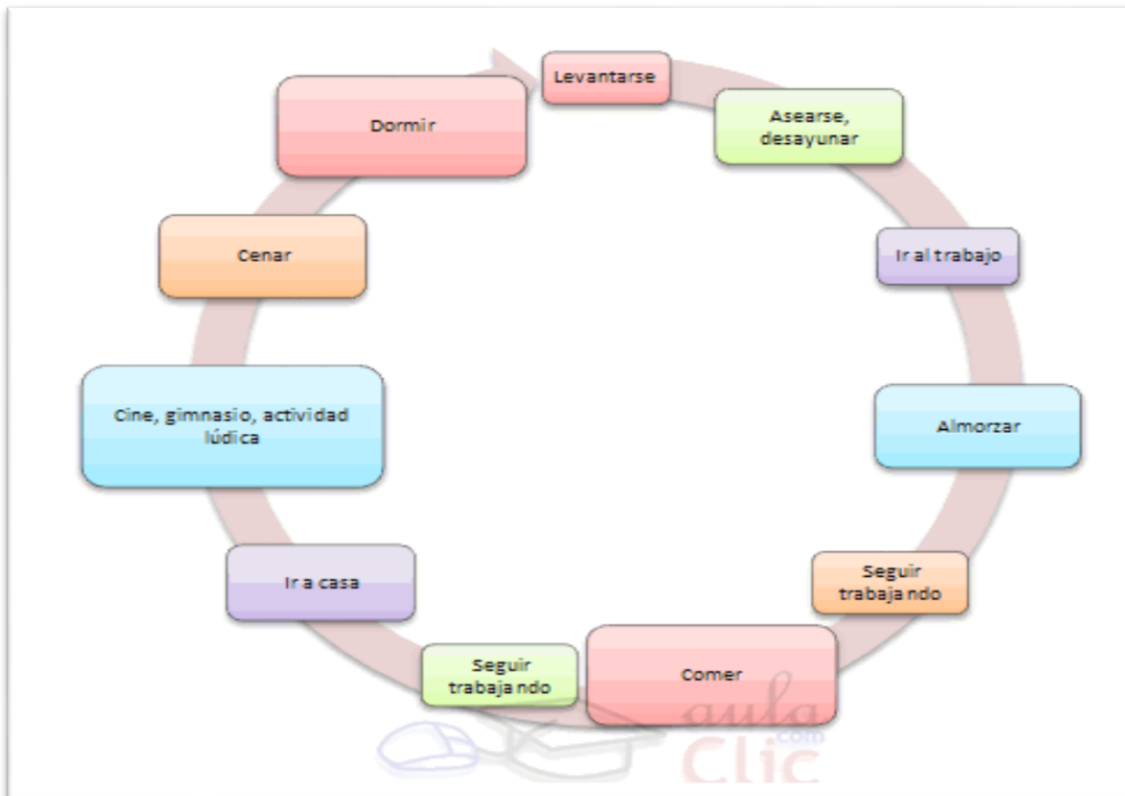 Levantarse
Asearse,
desayunar
Ir al trabajo
Almorzar
Seguir
trabajando
Comer
Seguir
trabajando
Ir a casa
Cine, gimnasio, actividad
lúdica
Cenar
Dormir
aula
com
Clic